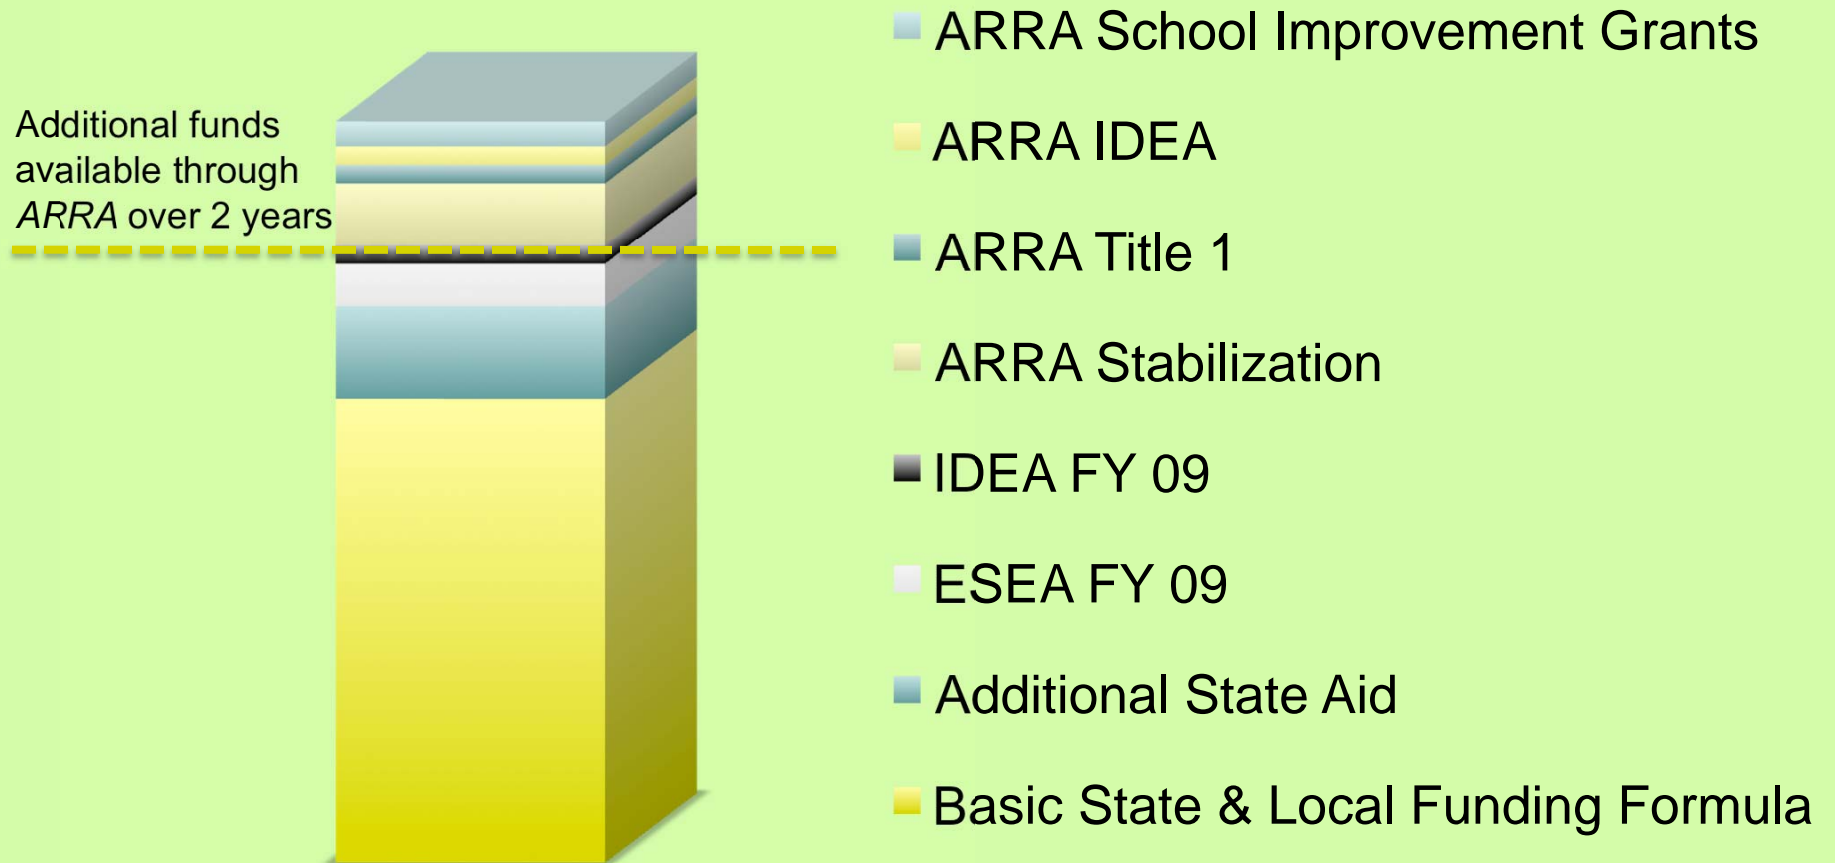 Additional funds
available through
ARRA over 2 years
ARRA School Improvement Grants
ARRA IDEA
ARRA Title 1
ARRA Stabilization
IDEA FY 09
ESEA FY 09
Additional State Aid
Basic State & Local Funding Formula